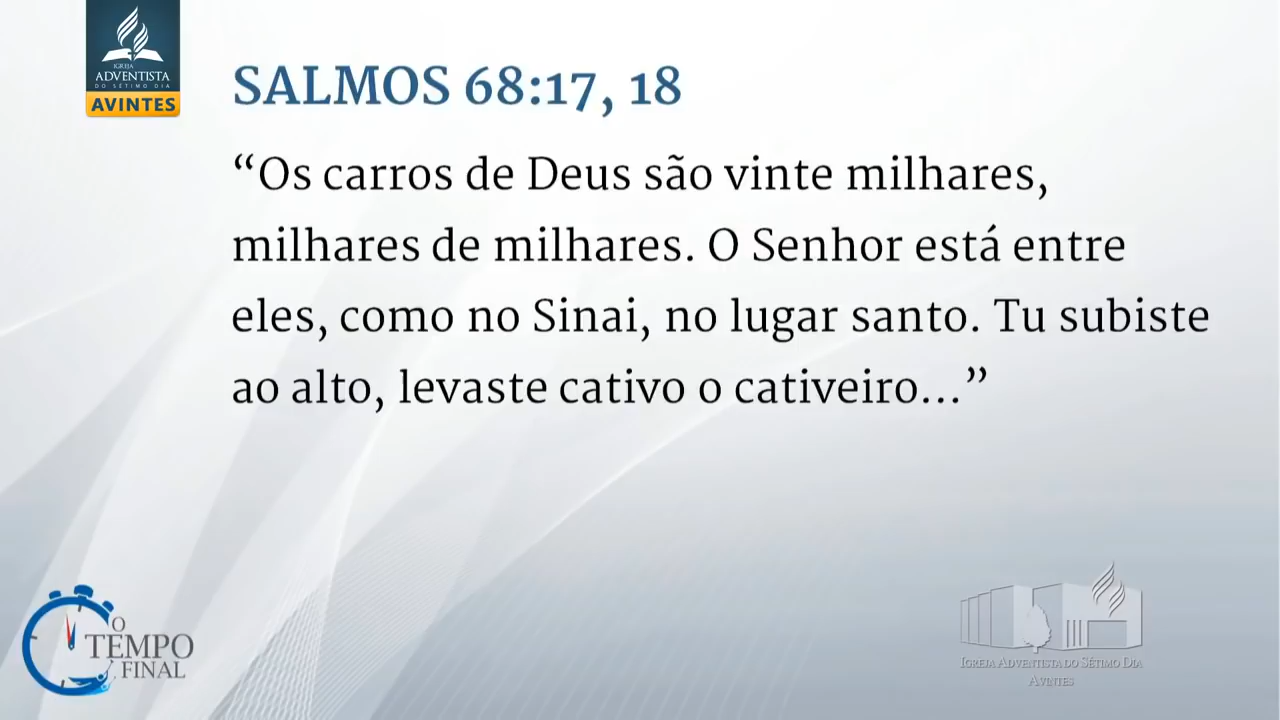 IGREJA
ADVENTISTA
DO SÉTIMO DIA
AVINTES
SALMOS 68:17, 18
“Os carros de Deus são vinte milhares,
milhares de milhares. O Senhor está entre
eles, como no Sinai, no lugar santo. Tu subiste
ao alto, levaste cativo o cativeiro...”
O
TEMPO
FINAL
IGREJA ADVENTISTA DO SÉTIMO DIA
AVINTES